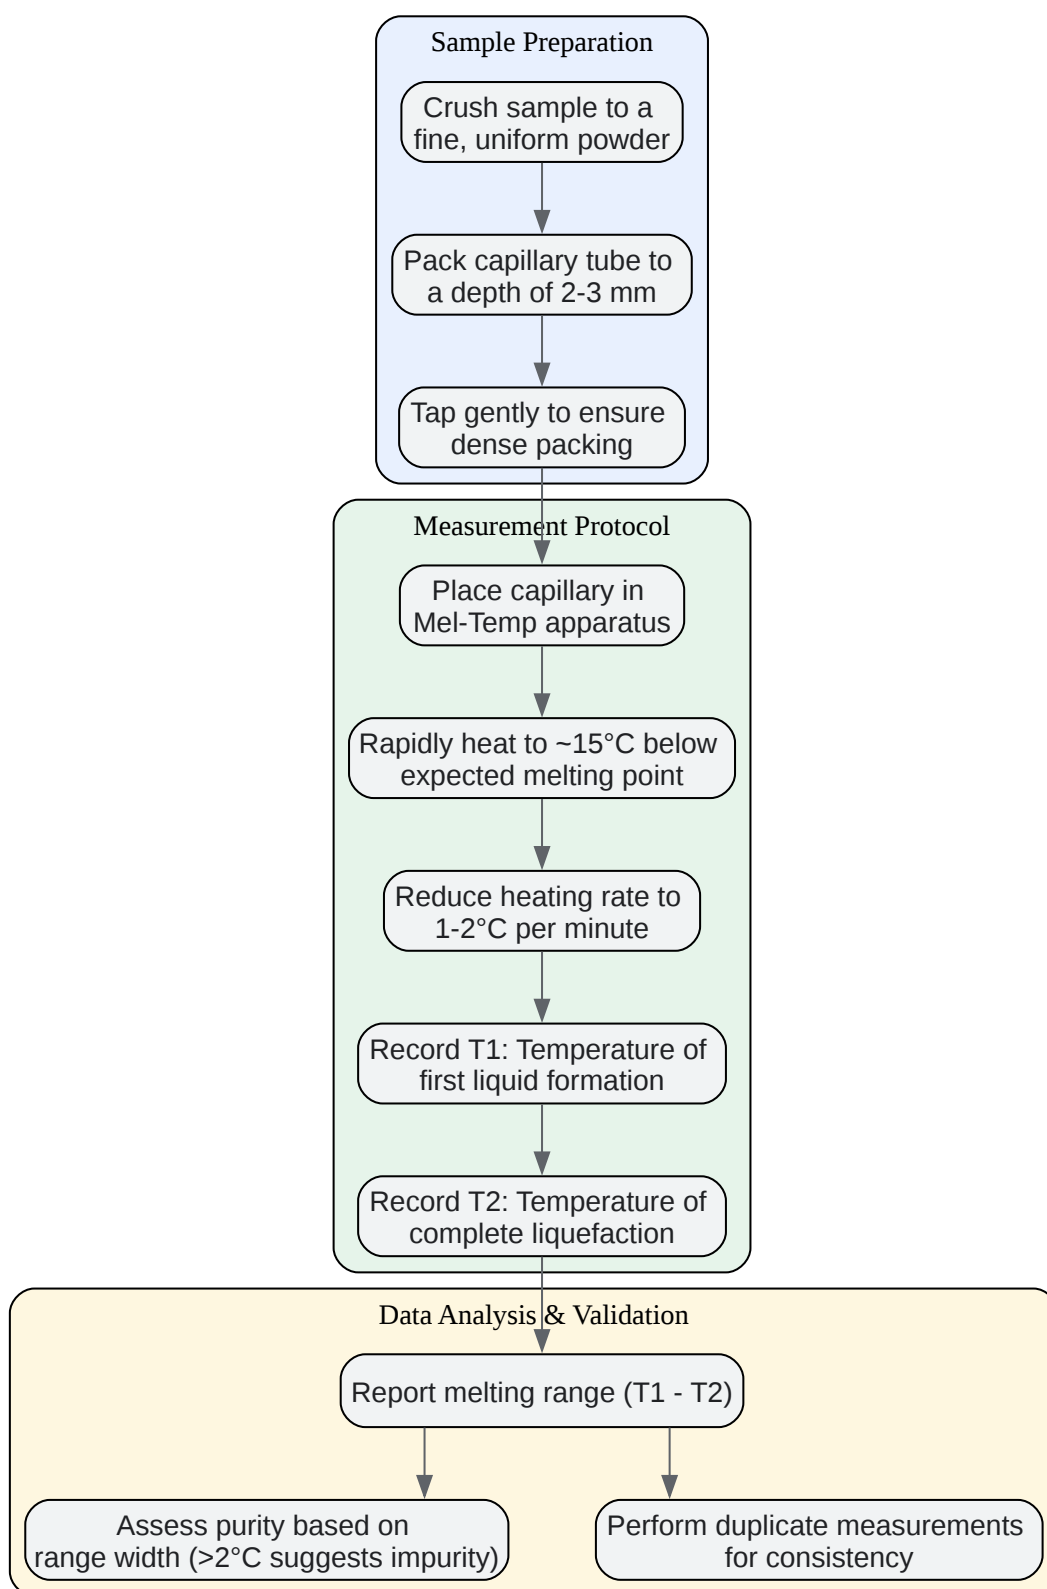 Sample Preparation
Crush sample to a
fine, uniform powder
Pack capillary tube to
a depth of 2-3 mm
Tap gently to ensure
dense packing
Measurement Protocol
Place capillary in
Mel-Temp apparatus
Rapidly heat to ~15°C below
expected melting point
Reduce heating rate to
1-2°C per minute
Record T1: Temperature of
first liquid formation
Record T2: Temperature of
complete liquefaction
Data Analysis & Validation
Report melting range (T1 - T2)
Assess purity based on
range width (>2°C suggests impurity)
Perform duplicate measurements
for consistency